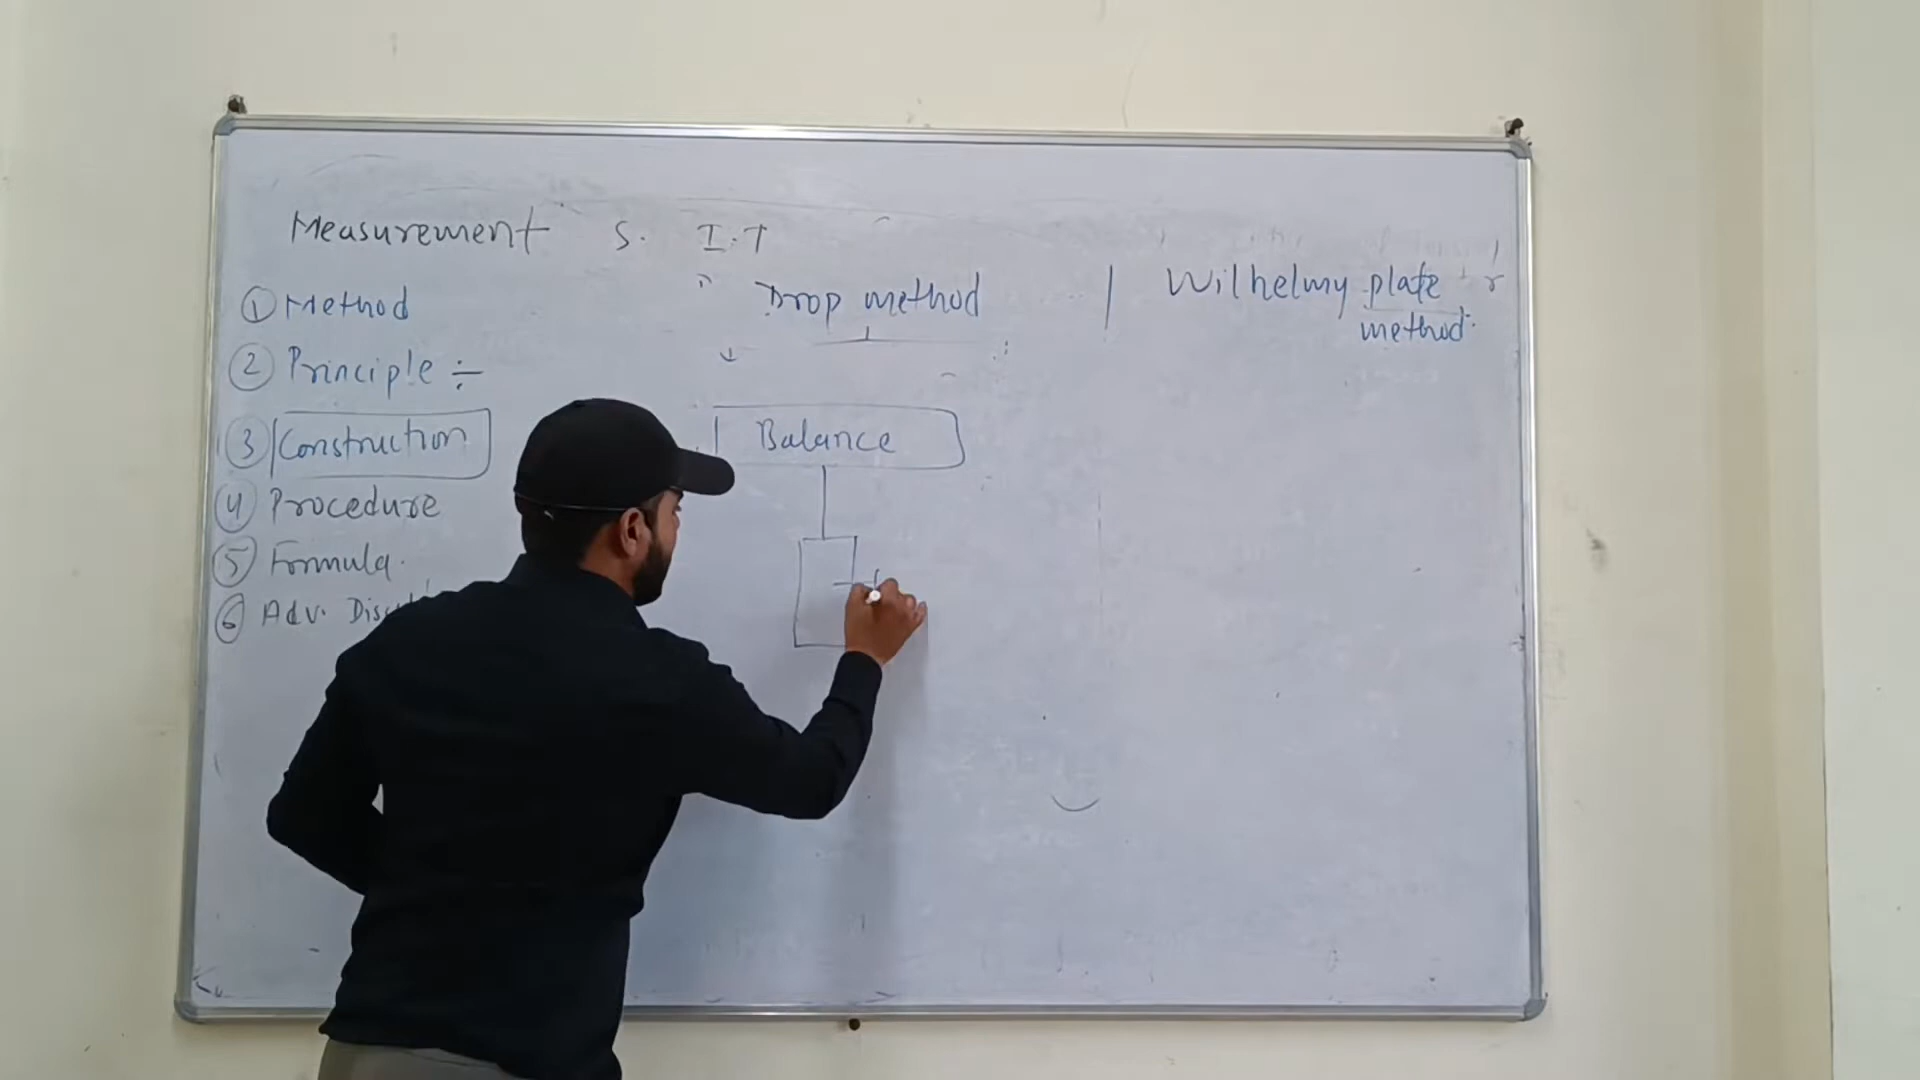 Measurement S. I.T
① Method
② Principle ÷
③ Construction
④ Procedure
⑤ Formula.
⑥ Adv.
Drop method
Balance
Wilhelmy plate
method.